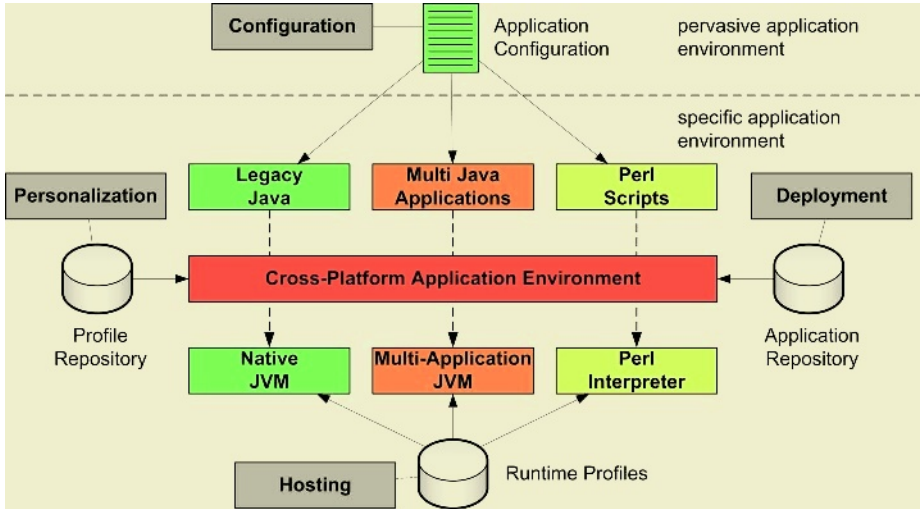 Configuration
Application
Configuration
pervasive application
environment
specific application
environment
Legacy
Java
Multi Java
Applications
Perl
Scripts
Personalization
Deployment
Cross-Platform Application Environment
Profile
Repository
Application
Repository
Native
JVM
Multi-Application
JVM
Perl
Interpreter
Runtime Profiles
Hosting